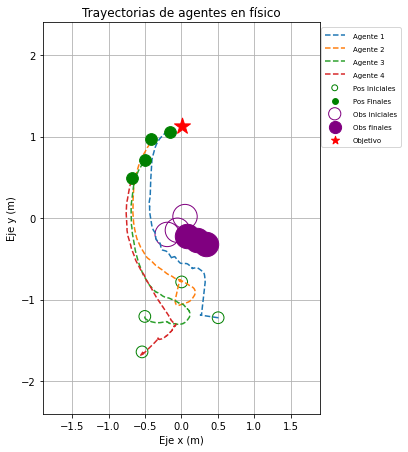 Trayectorias de agentes en físico
Agente 1
Agente 2
Agente 3
Agente 4
Pos Iniciales
Pos Finales
Obs iniciales
Obs finales
Objetivo
Eje y (m)
2
1
0
−1
−2
−1.5
−1.0
−0.5
0.0
0.5
1.0
1.5
Eje x (m)